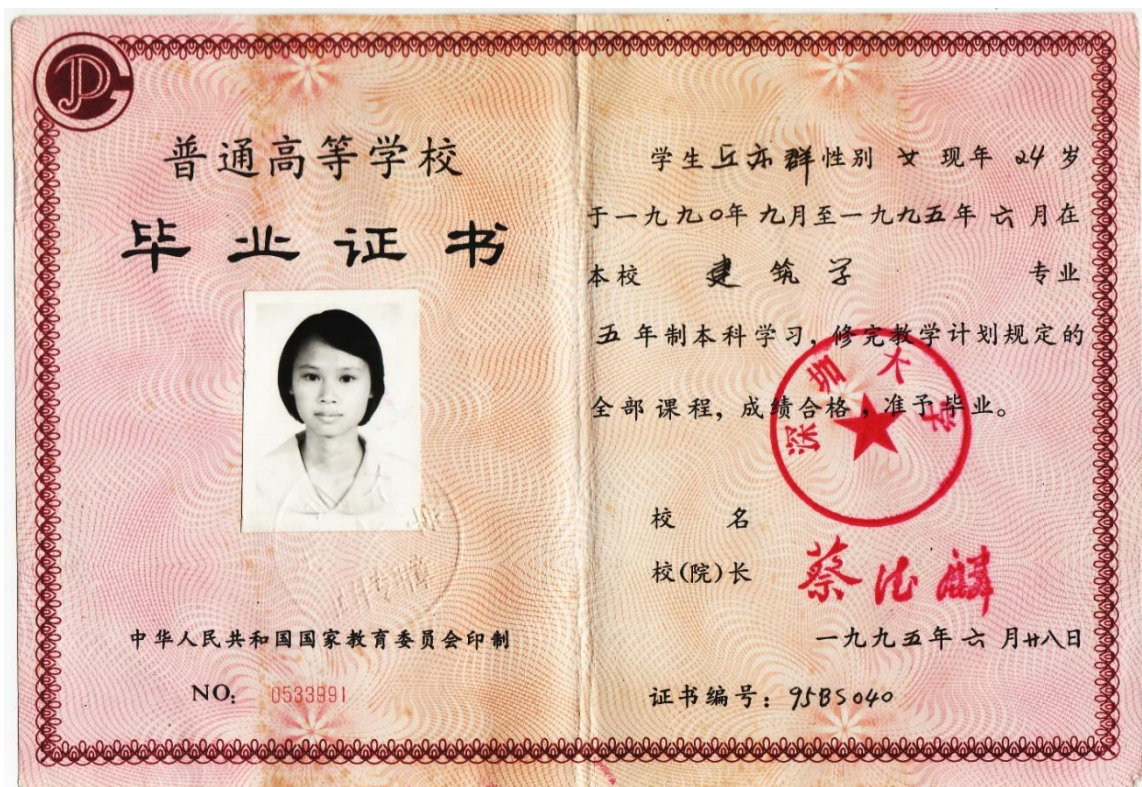 普通高等学校
毕业证书
中华人民共和国国家教育委员会印制
NO: 0533991
学生丘亦群性别 女 现年 24 岁
于一九九〇年 九月至一九九五年 六 月在
本校 建筑学 专业
五 年制本科学习，修完教学计划规定的
全部 课程，成绩合格，准予毕业。
深圳大学
校 名
校(院)长 蔡德麟
一九九五年 六 月廿八日
证书编号：95BS040